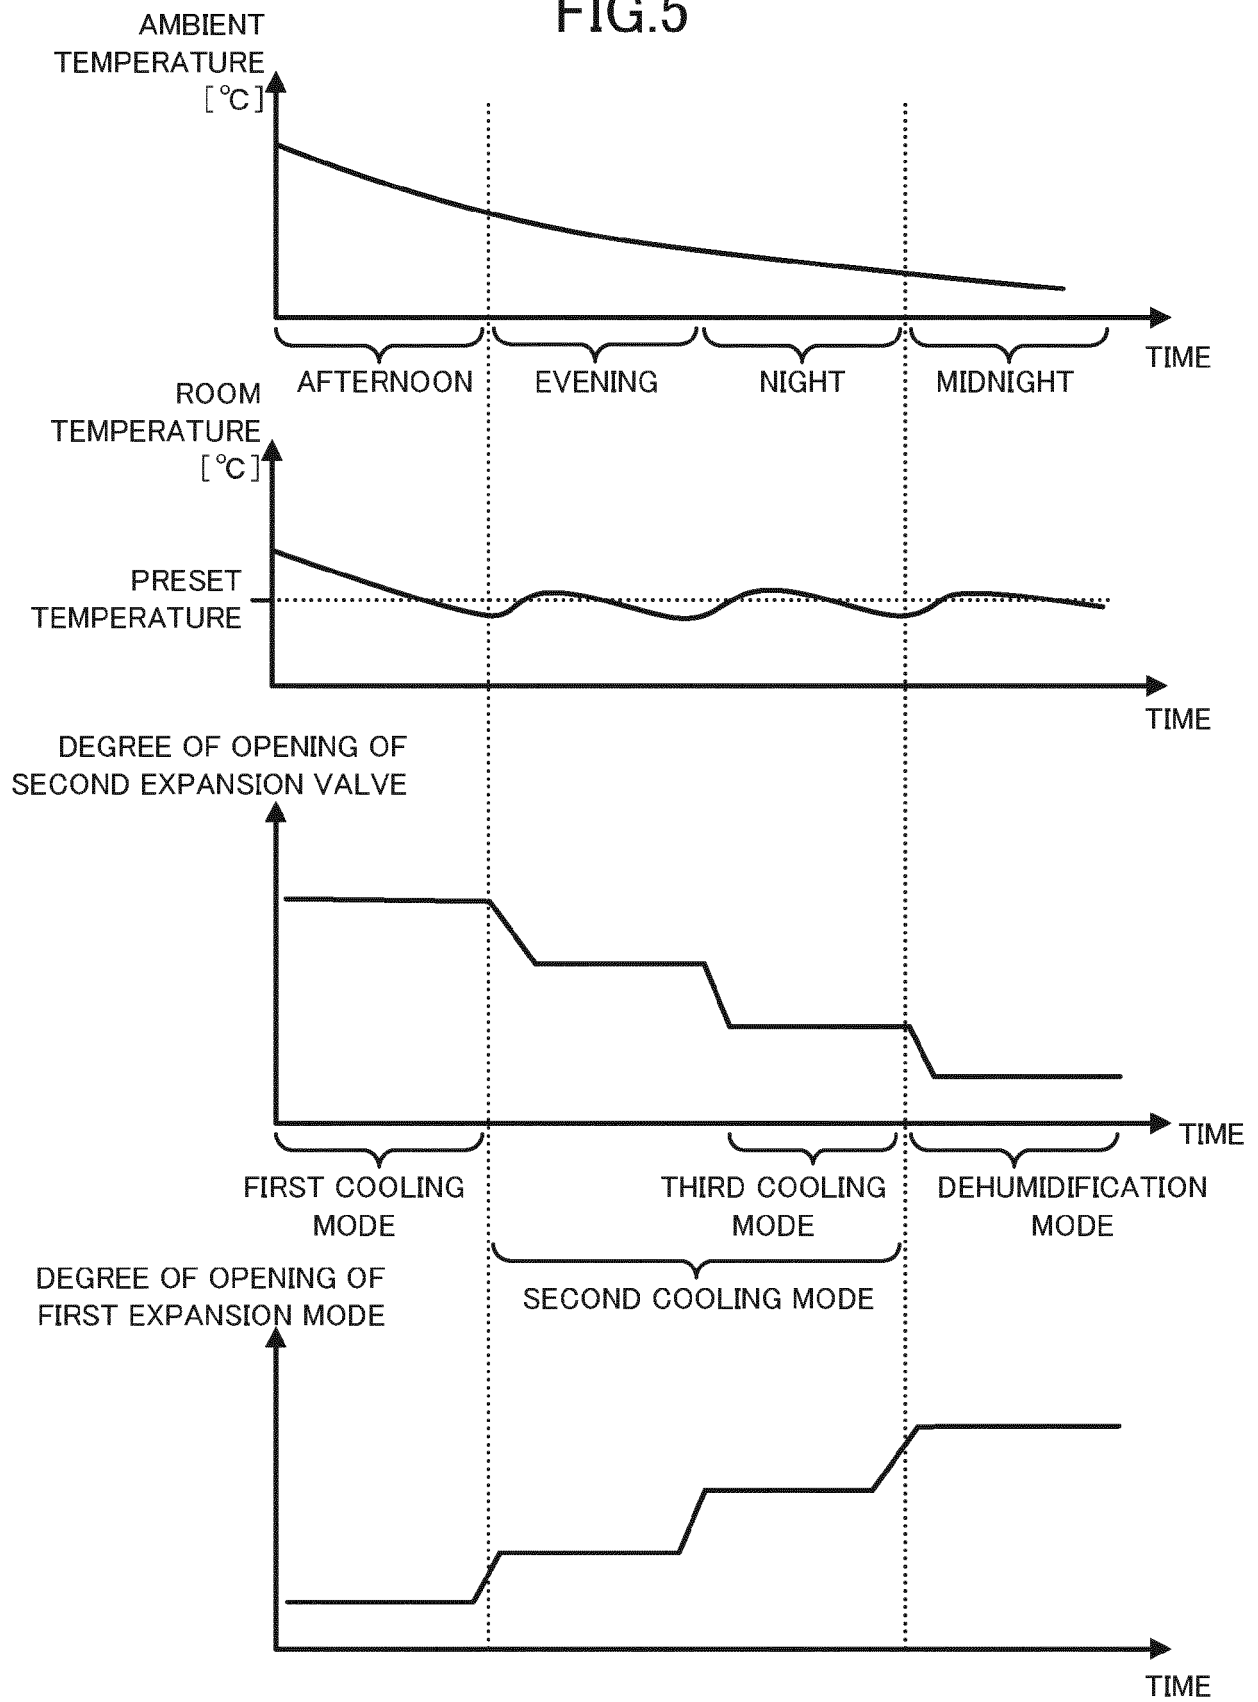 FIG.5
AMBIENT
TEMPERATURE
[℃]
TIME
AFTERNOON
EVENING
NIGHT
MIDNIGHT
ROOM
TEMPERATURE
[℃]
PRESET
TEMPERATURE
TIME
DEGREE OF OPENING OF
SECOND EXPANSION VALVE
TIME
FIRST COOLING
MODE
THIRD COOLING
MODE
DEHUMIDIFICATION
MODE
SECOND COOLING MODE
DEGREE OF OPENING OF
FIRST EXPANSION MODE
TIME